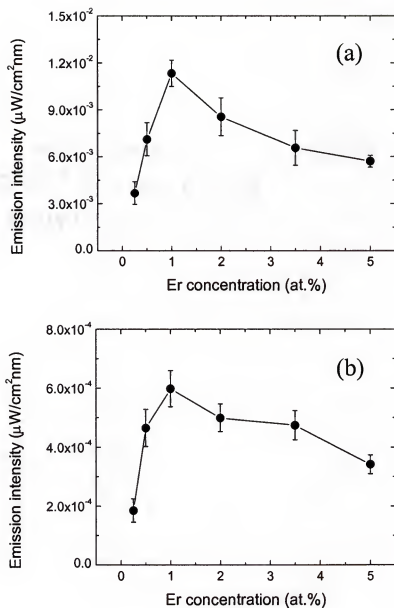 (a)
Emission intensity (μW/cm²nm)
1.5x10⁻²
1.2x10⁻²
9.0x10⁻³
6.0x10⁻³
3.0x10⁻³
0.0
0 1 2 3 4 5
Er concentration (at.%)
(b)
Emission intensity (μW/cm²nm)
8.0x10⁻⁴
6.0x10⁻⁴
4.0x10⁻⁴
2.0x10⁻⁴
0.0
0 1 2 3 4 5
Er concentration (at.%)